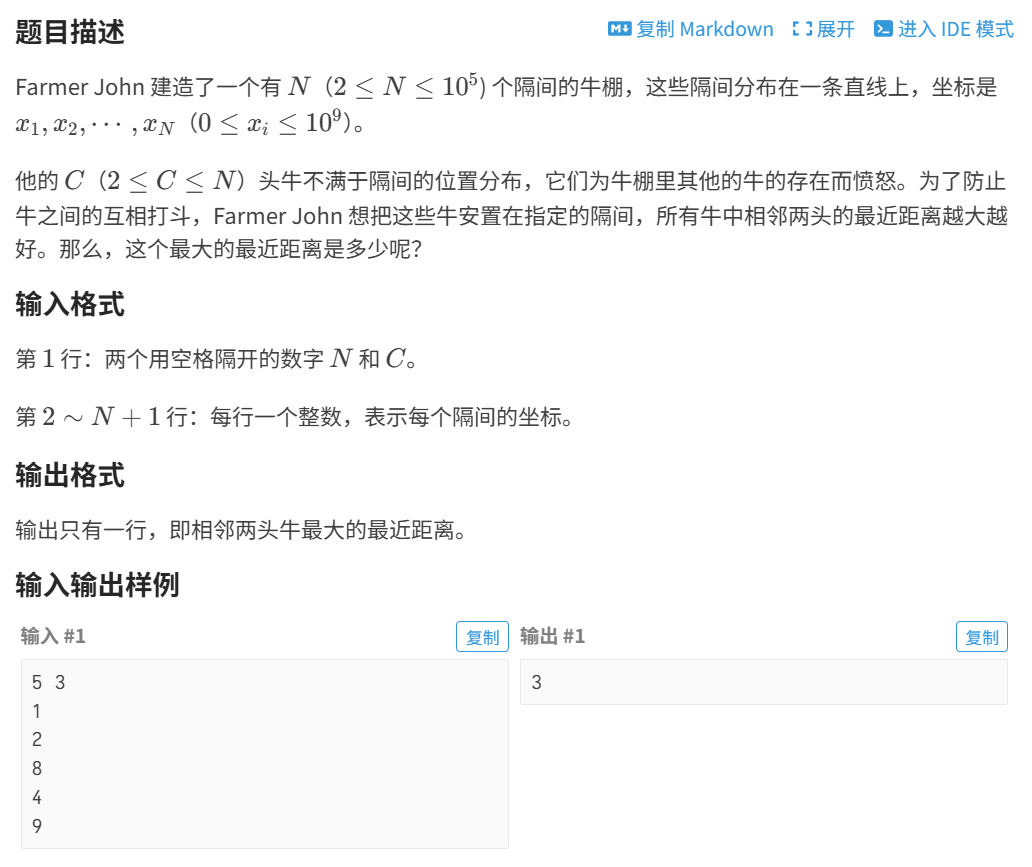 题目描述
复制 Markdown 展开 进入 IDE 模式
Farmer John 建造了一个有 N（2 ≤ N ≤ 10^5) 个隔间的牛棚，这些隔间分布在一条直线上，坐标是
x_1, x_2, ⋯ , x_N（0 ≤ x_i ≤ 10^9）。
他的 C（2 ≤ C ≤ N）头牛不满于隔间的位置分布，它们为牛棚里其他的牛的存在而愤怒。为了防止
牛之间的互相打斗，Farmer John 想把这些牛安置在指定的隔间，所有牛中相邻两头的最近距离越大越
好。那么，这个最大的最近距离是多少呢？
输入格式
第 1 行：两个用空格隔开的数字 N 和 C。
第 2 ∼ N + 1 行：每行一个整数，表示每个隔间的坐标。
输出格式
输出只有一行，即相邻两头牛最大的最近距离。
输入输出样例
输入 #1 复制 输出 #1 复制
5 3
1
2
8
4
9
3